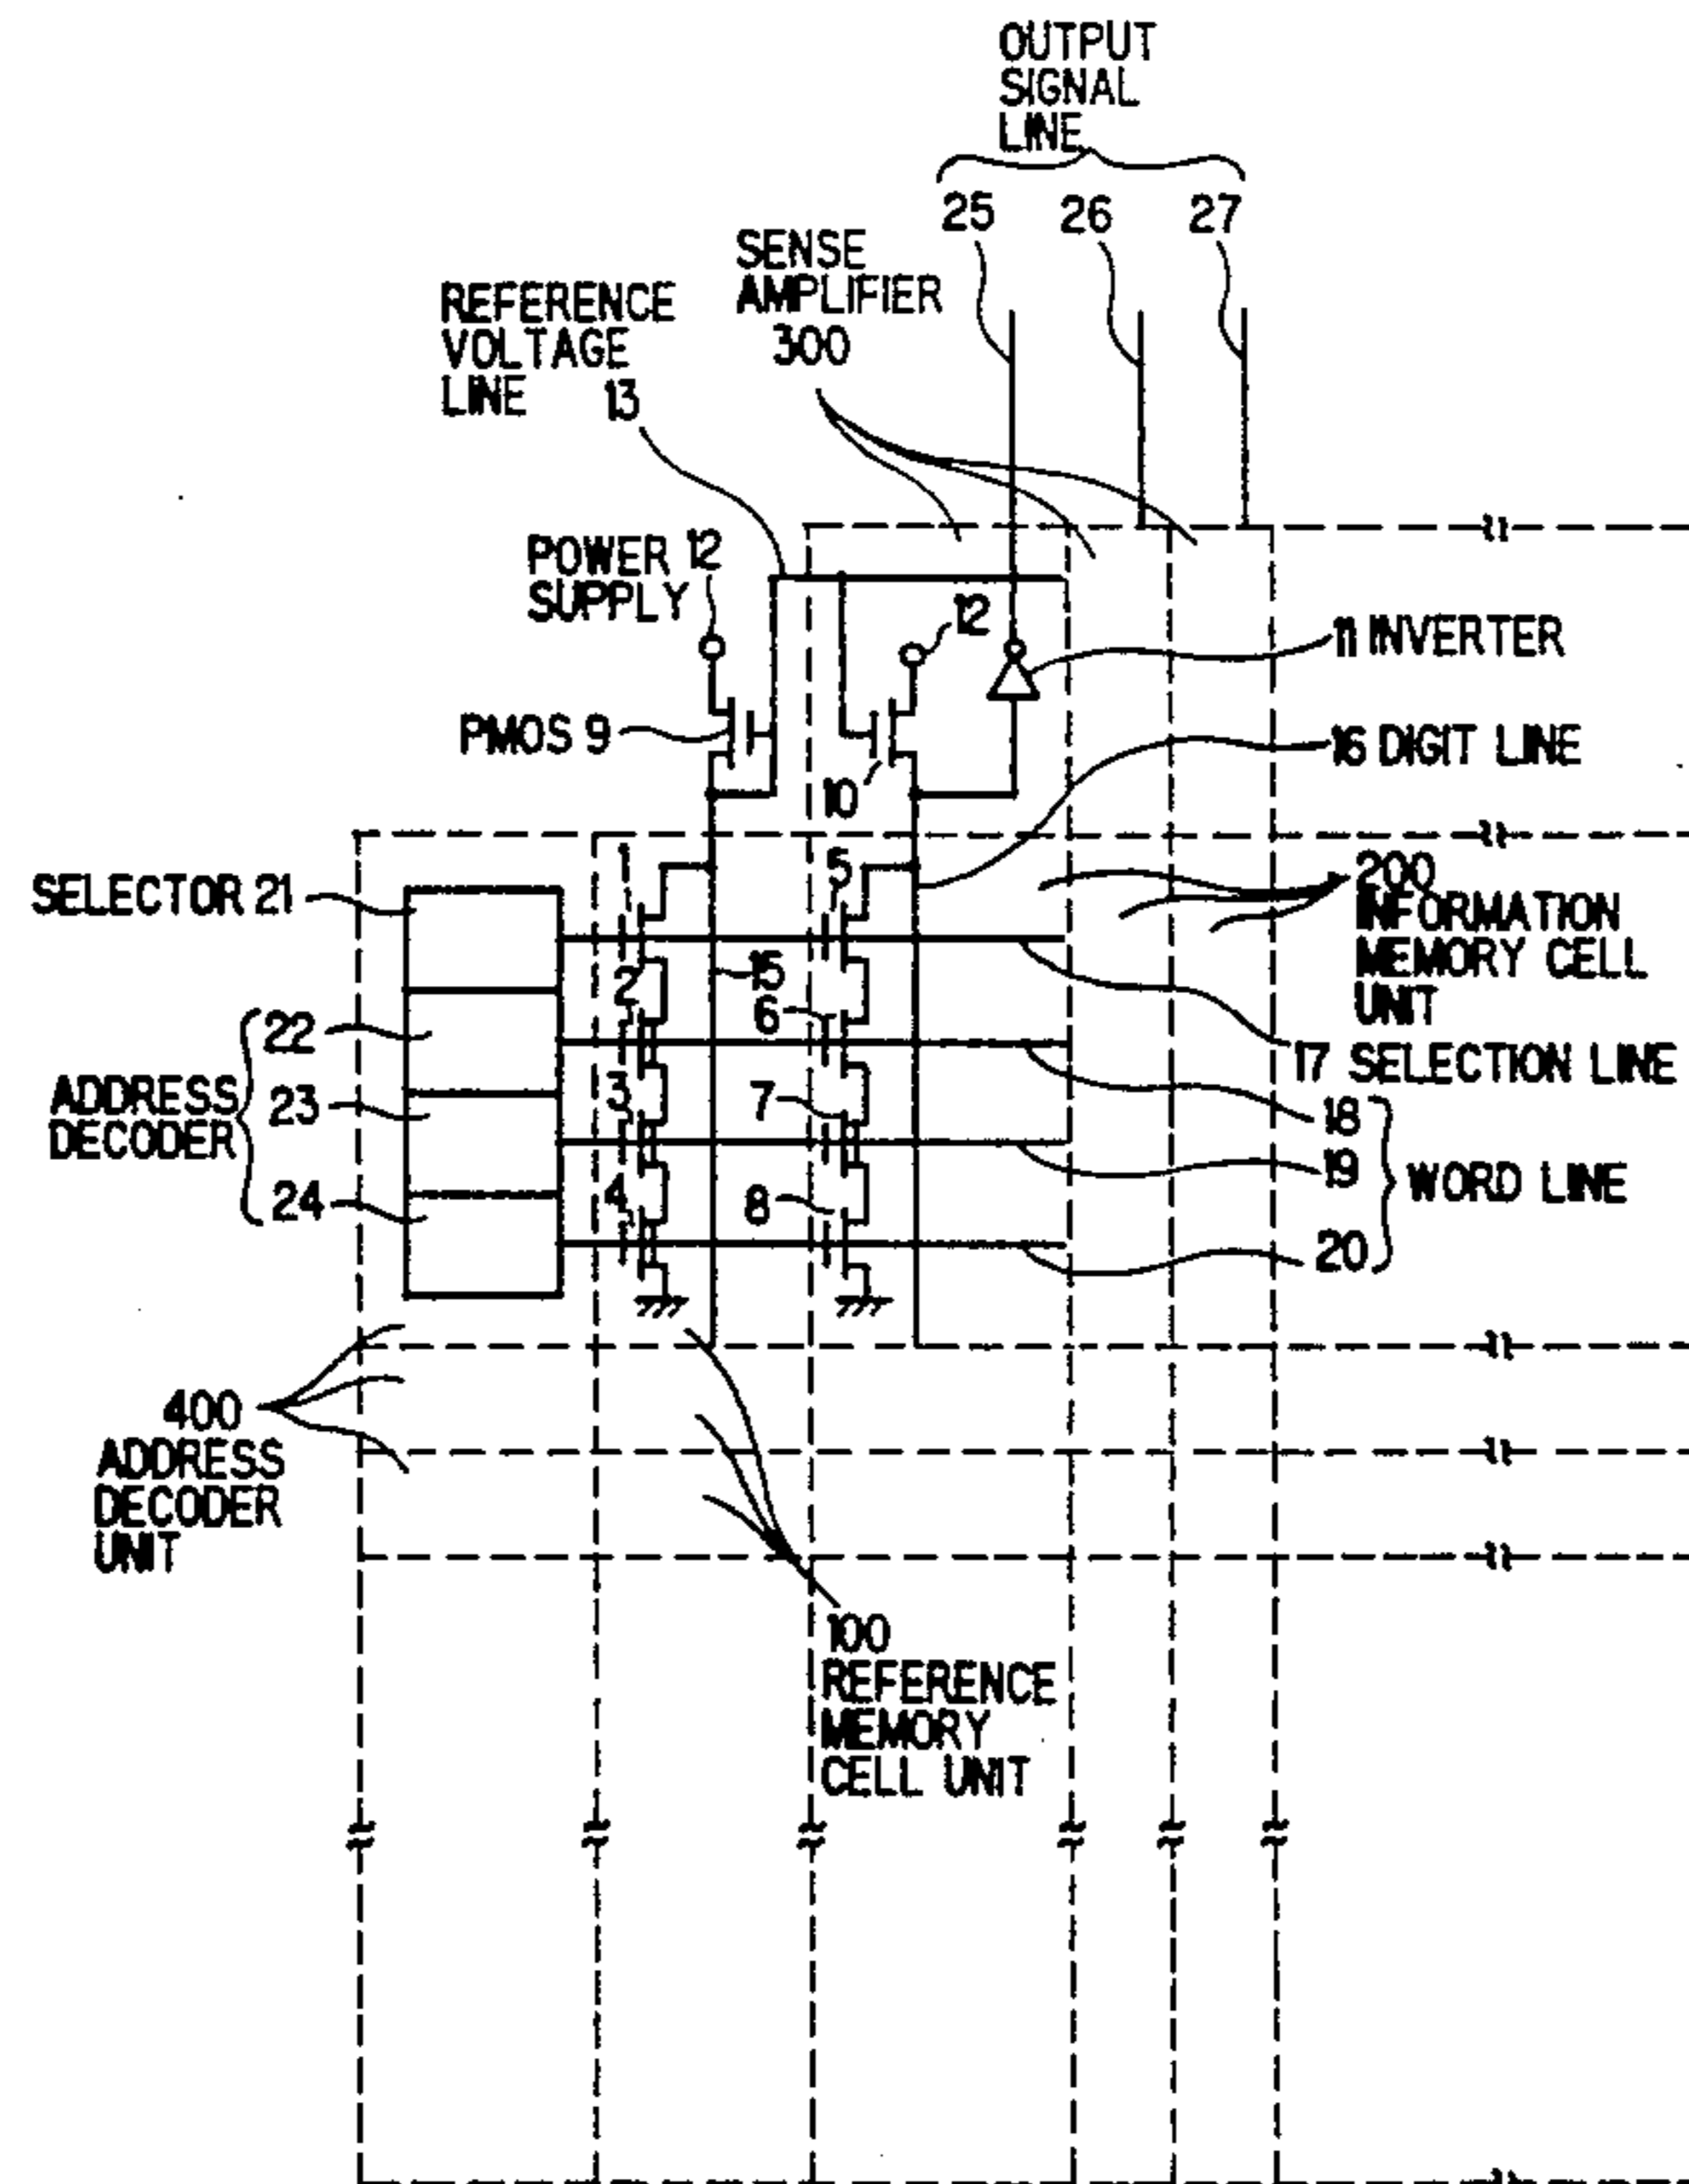 OUTPUT
SIGNAL
LINE
25
26
27
SENSE
AMPLIFIER
300
REFERENCE
VOLTAGE
LINE 13
POWER 12
SUPPLY
12
11 INVERTER
PMOS 9
10
16 DIGIT LINE
SELECTOR 21
1
5
200
INFORMATION
MEMORY CELL
UNIT
2
15
6
22
17 SELECTION LINE
ADDRESS
DECODER
23
3
7
18
19
WORD LINE
24
4
8
20
400
ADDRESS
DECODER
UNIT
100
REFERENCE
MEMORY
CELL UNIT